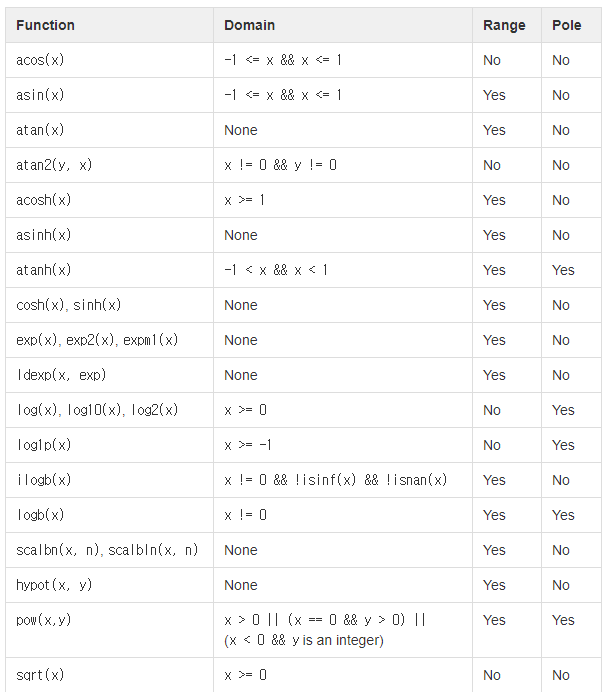 Function Domain Range Pole
acos(x) -1 <= x && x <= 1 No No
asin(x) -1 <= x && x <= 1 Yes No
atan(x) None Yes No
atan2(y, x) x != 0 && y != 0 No No
acosh(x) x >= 1 Yes No
asinh(x) None Yes No
atanh(x) -1 < x && x < 1 Yes Yes
cosh(x), sinh(x) None Yes No
exp(x), exp2(x), expm1(x) None Yes No
ldexp(x, exp) None Yes No
log(x), log10(x), log2(x) x >= 0 No Yes
log1p(x) x >= -1 No Yes
ilogb(x) x != 0 && !isinf(x) && !isnan(x) Yes No
logb(x) x != 0 Yes Yes
scalbn(x, n), scalbln(x, n) None Yes No
hypot(x, y) None Yes No
pow(x,y) x > 0 || (x == 0 && y > 0) || Yes Yes
(x < 0 && y is an integer)
sqrt(x) x >= 0 No No